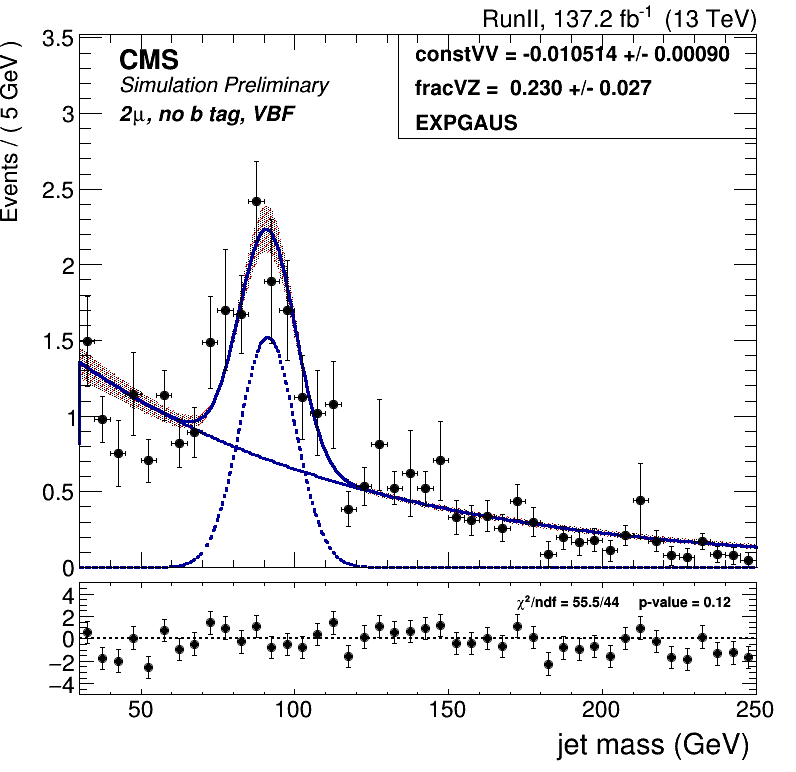 RunII, 137.2 fb⁻¹ (13 TeV)
CMS
Simulation Preliminary
2μ, no b tag, VBF
constVV = -0.010514 +/- 0.00090
fracVZ = 0.230 +/- 0.027
EXPGAUS
Events / ( 5 GeV )
3.5
3
2.5
2
1.5
1
0.5
0
χ²/ndf = 55.5/44 p-value = 0.12
4
2
0
−2
−4
50 100 150 200 250
jet mass (GeV)